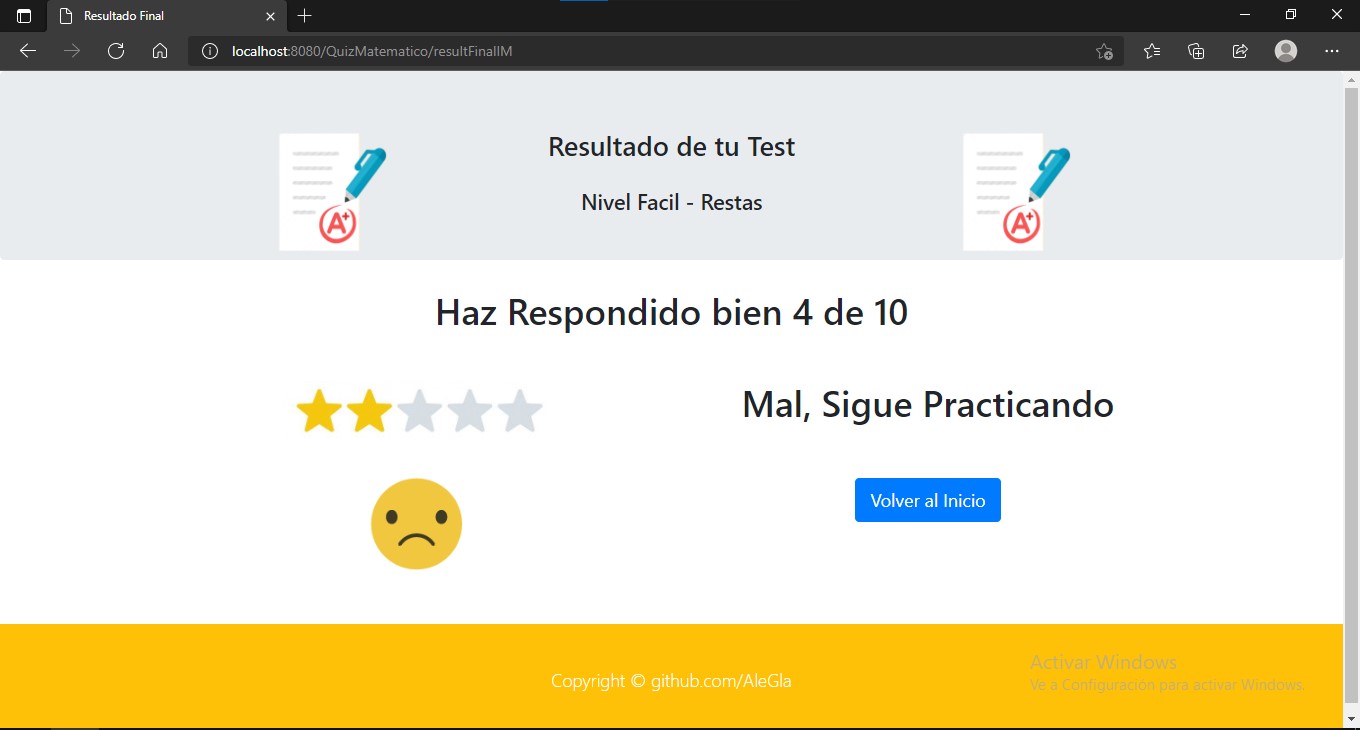 Resultado Final
localhost:8080/QuizMatematico/resultFinalIM
Resultado de tu Test
Nivel Facil - Restas
A+
A+
Haz Respondido bien 4 de 10
Mal, Sigue Practicando
Volver al Inicio
Copyright © github.com/AleGla
Activar Windows
Ve a Configuración para activar Windows.